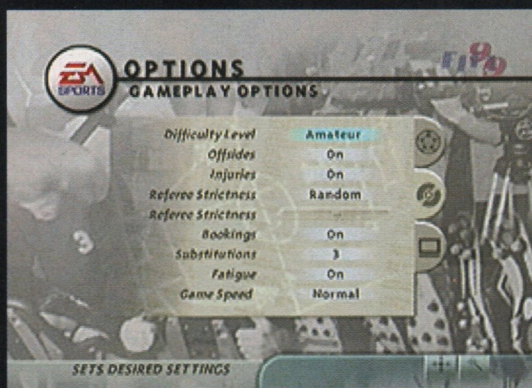 EA
SPORTS
OPTIONS
GAMEPLAY OPTIONS
Difficulty Level Amateur
Offsides On
Injuries On
Referee Strictness Random
Referee Strictness
Bookings On
Substitutions 3
Fatigue On
Game Speed Normal
SETS DESIRED SETTINGS